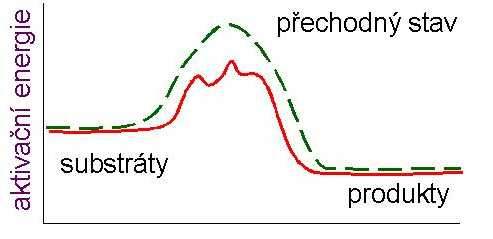 přechodný stav
aktivační energie
substráty
produkty